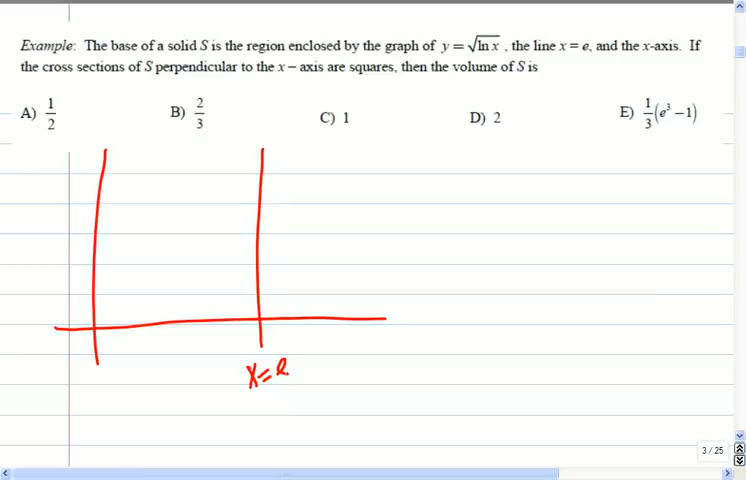 Example: The base of a solid S is the region enclosed by the graph of y = √ln x , the line x = e, and the x-axis. If
the cross sections of S perpendicular to the x – axis are squares, then the volume of S is
A) 1/2 B) 2/3 C) 1 D) 2 E) 1/3(e³ – 1)
x = e
3 / 25